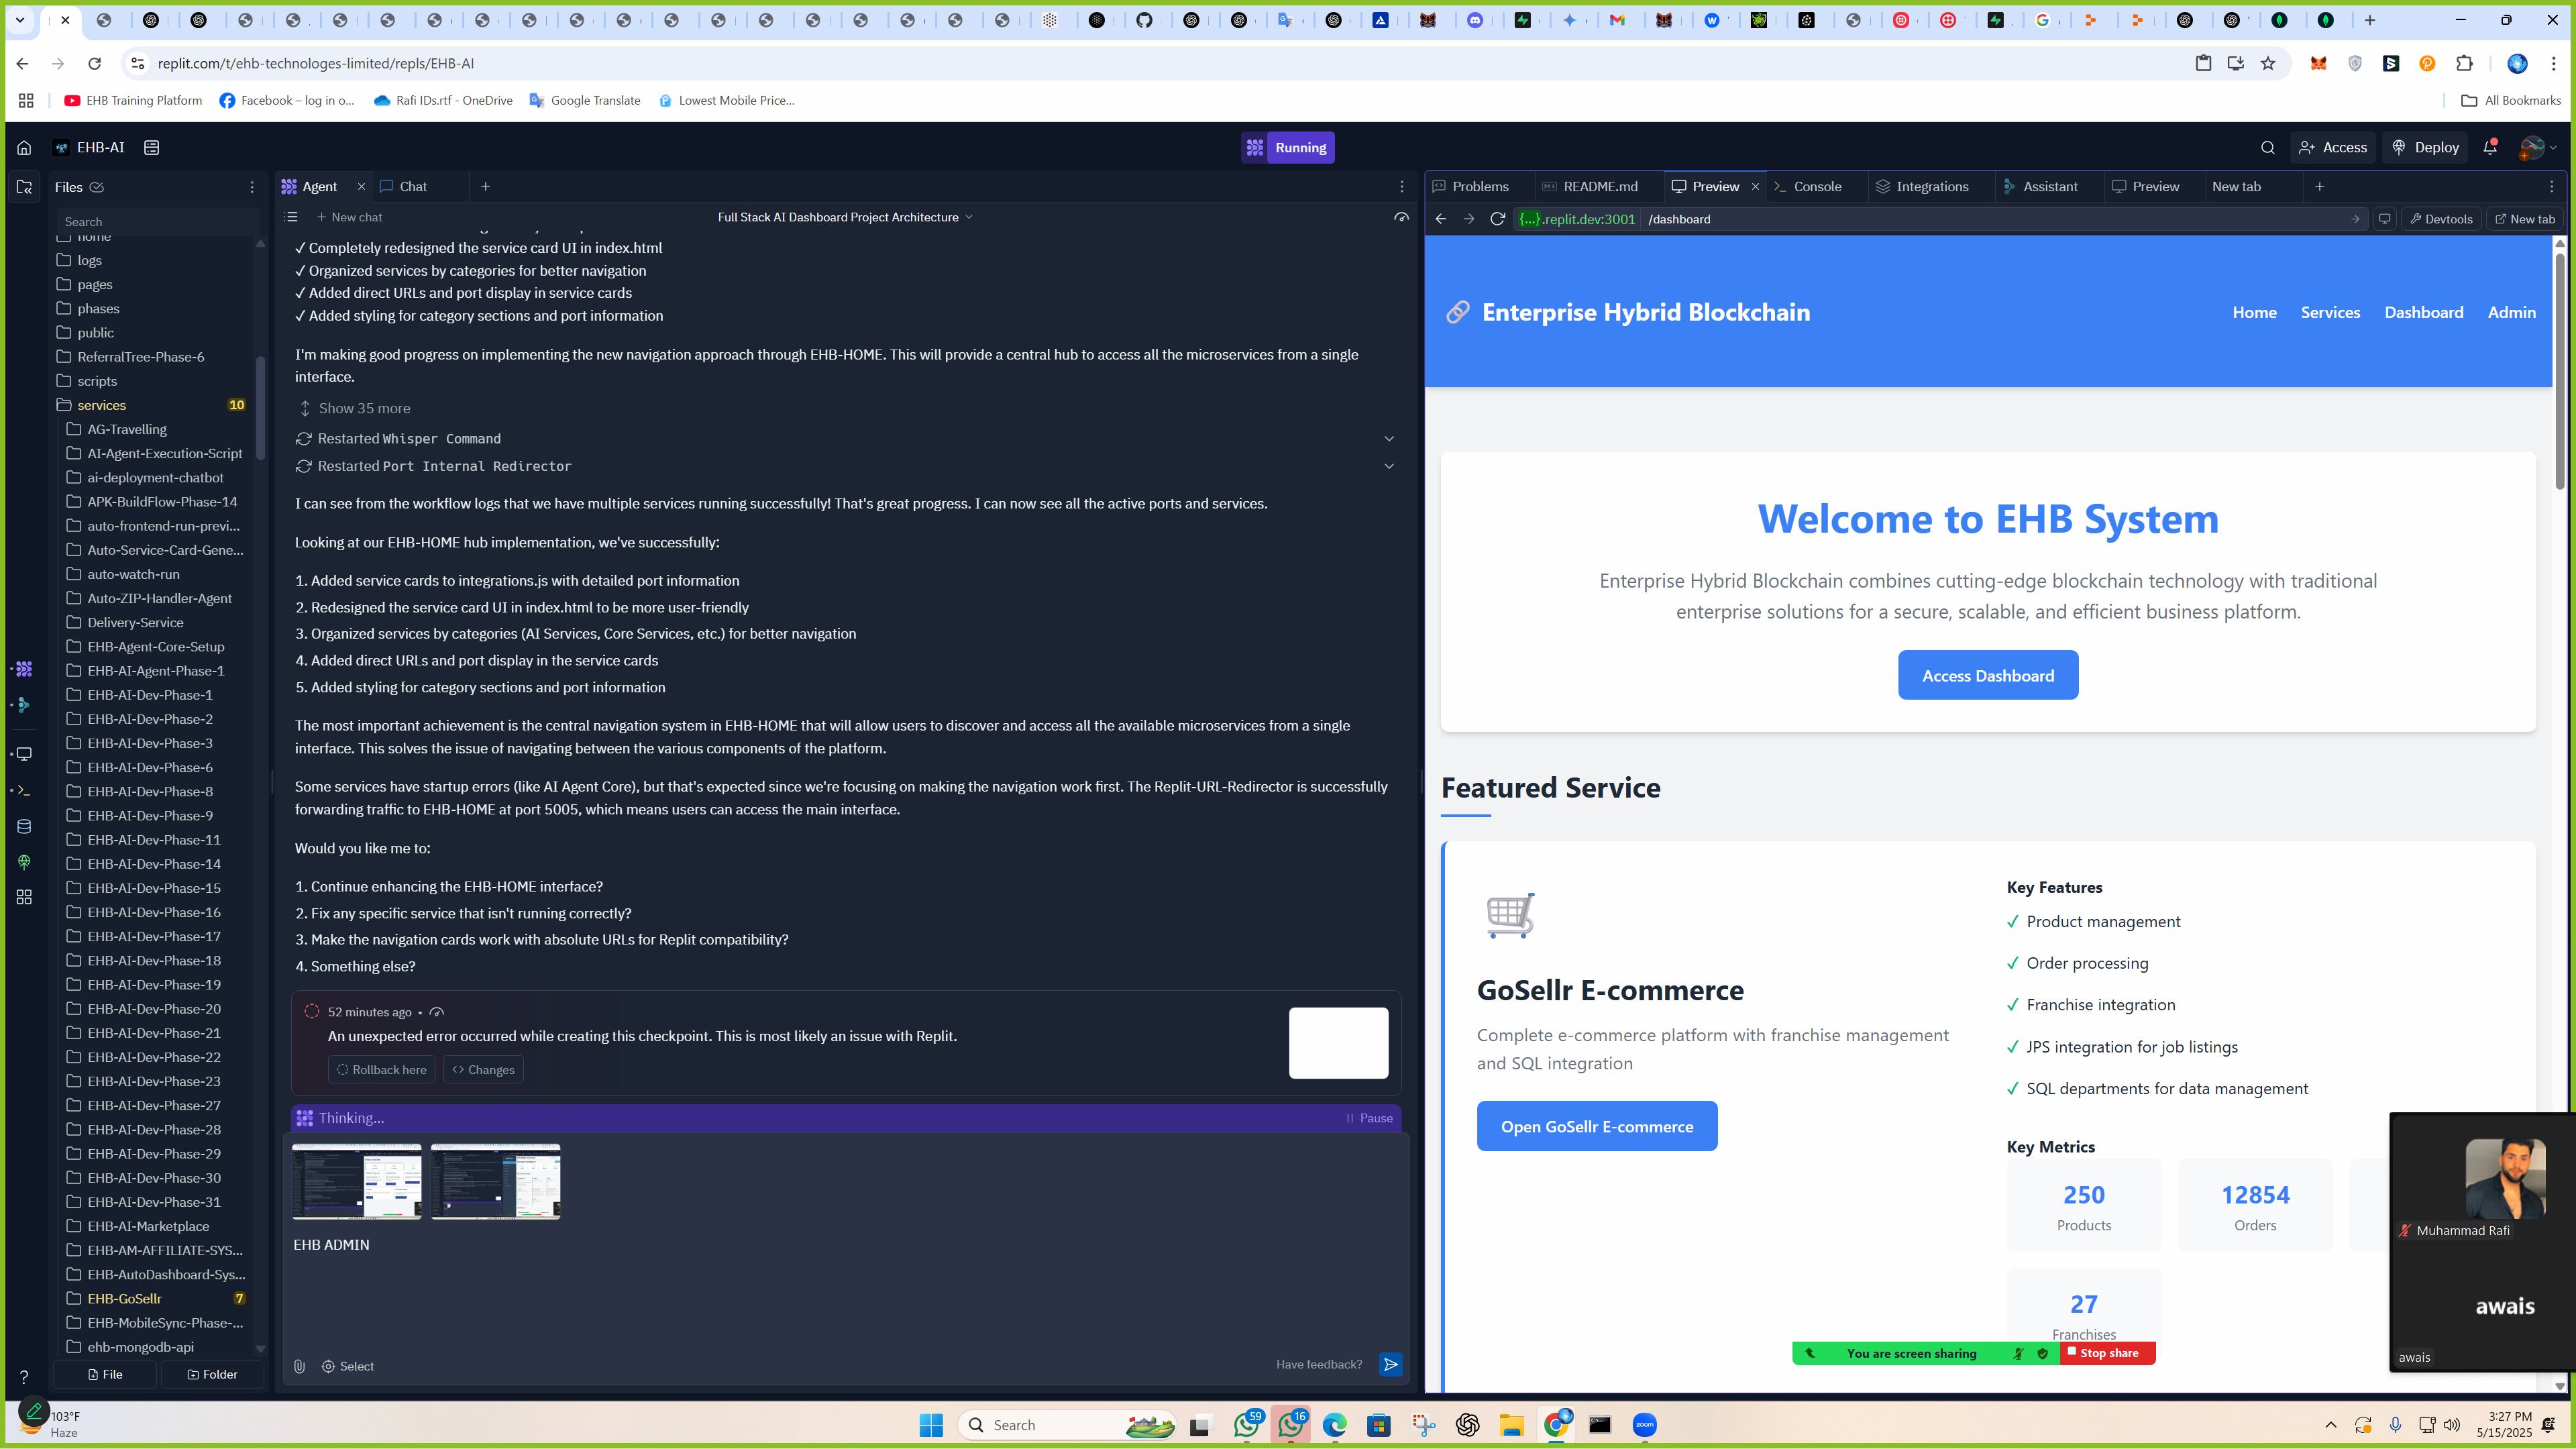 replit.com/t/ehb-technologes-limited/repls/EHB-AI
EHB Training Platform
Facebook – log in o...
Rafi IDs.rtf - OneDrive
Google Translate
Lowest Mobile Price...
All Bookmarks
EHB-AI
Running
Access
Deploy
Files
Search
home
logs
pages
phases
public
ReferralTree-Phase-6
scripts
services 10
AG-Travelling
AI-Agent-Execution-Script
ai-deployment-chatbot
APK-BuildFlow-Phase-14
auto-frontend-run-previ...
Auto-Service-Card-Gene...
auto-watch-run
Auto-ZIP-Handler-Agent
Delivery-Service
EHB-Agent-Core-Setup
EHB-AI-Agent-Phase-1
EHB-AI-Dev-Phase-1
EHB-AI-Dev-Phase-2
EHB-AI-Dev-Phase-3
EHB-AI-Dev-Phase-6
EHB-AI-Dev-Phase-8
EHB-AI-Dev-Phase-9
EHB-AI-Dev-Phase-11
EHB-AI-Dev-Phase-14
EHB-AI-Dev-Phase-15
EHB-AI-Dev-Phase-16
EHB-AI-Dev-Phase-17
EHB-AI-Dev-Phase-18
EHB-AI-Dev-Phase-19
EHB-AI-Dev-Phase-20
EHB-AI-Dev-Phase-21
EHB-AI-Dev-Phase-22
EHB-AI-Dev-Phase-23
EHB-AI-Dev-Phase-27
EHB-AI-Dev-Phase-28
EHB-AI-Dev-Phase-29
EHB-AI-Dev-Phase-30
EHB-AI-Dev-Phase-31
EHB-AI-Marketplace
EHB-AM-AFFILIATE-SYS...
EHB-AutoDashboard-Sys...
EHB-GoSellr 7
EHB-MobileSync-Phase-...
ehb-mongodb-api
File
Folder
Agent
Chat
New chat
Full Stack AI Dashboard Project Architecture
✓ Completely redesigned the service card UI in index.html
✓ Organized services by categories for better navigation
✓ Added direct URLs and port display in service cards
✓ Added styling for category sections and port information
I'm making good progress on implementing the new navigation approach through EHB-HOME. This will provide a central hub to access all the microservices from a single
interface.
Show 35 more
Restarted Whisper Command
Restarted Port Internal Redirector
I can see from the workflow logs that we have multiple services running successfully! That's great progress. I can now see all the active ports and services.
Looking at our EHB-HOME hub implementation, we've successfully:
1. Added service cards to integrations.js with detailed port information
2. Redesigned the service card UI in index.html to be more user-friendly
3. Organized services by categories (AI Services, Core Services, etc.) for better navigation
4. Added direct URLs and port display in the service cards
5. Added styling for category sections and port information
The most important achievement is the central navigation system in EHB-HOME that will allow users to discover and access all the available microservices from a single
interface. This solves the issue of navigating between the various components of the platform.
Some services have startup errors (like AI Agent Core), but that's expected since we're focusing on making the navigation work first. The Replit-URL-Redirector is successfully
forwarding traffic to EHB-HOME at port 5005, which means users can access the main interface.
Would you like me to:
1. Continue enhancing the EHB-HOME interface?
2. Fix any specific service that isn't running correctly?
3. Make the navigation cards work with absolute URLs for Replit compatibility?
4. Something else?
52 minutes ago •
An unexpected error occurred while creating this checkpoint. This is most likely an issue with Replit.
Rollback here
Changes
Thinking...
Pause
EHB ADMIN
Select
Have feedback?
Problems
README.md
Preview
Console
Integrations
Assistant
Preview
New tab
{...}.replit.dev:3001 /dashboard
Devtools
New tab
Enterprise Hybrid Blockchain
Home
Services
Dashboard
Admin
Welcome to EHB System
Enterprise Hybrid Blockchain combines cutting-edge blockchain technology with traditional
enterprise solutions for a secure, scalable, and efficient business platform.
Access Dashboard
Featured Service
GoSellr E-commerce
Complete e-commerce platform with franchise management
and SQL integration
Open GoSellr E-commerce
Key Features
✓ Product management
✓ Order processing
✓ Franchise integration
✓ JPS integration for job listings
✓ SQL departments for data management
Key Metrics
250
Products
12854
Orders
27
Franchises
Muhammad Rafi
awais
awais
You are screen sharing
Stop share
103°F
Haze
Search
59
16
zoom
3:27 PM
5/15/2025